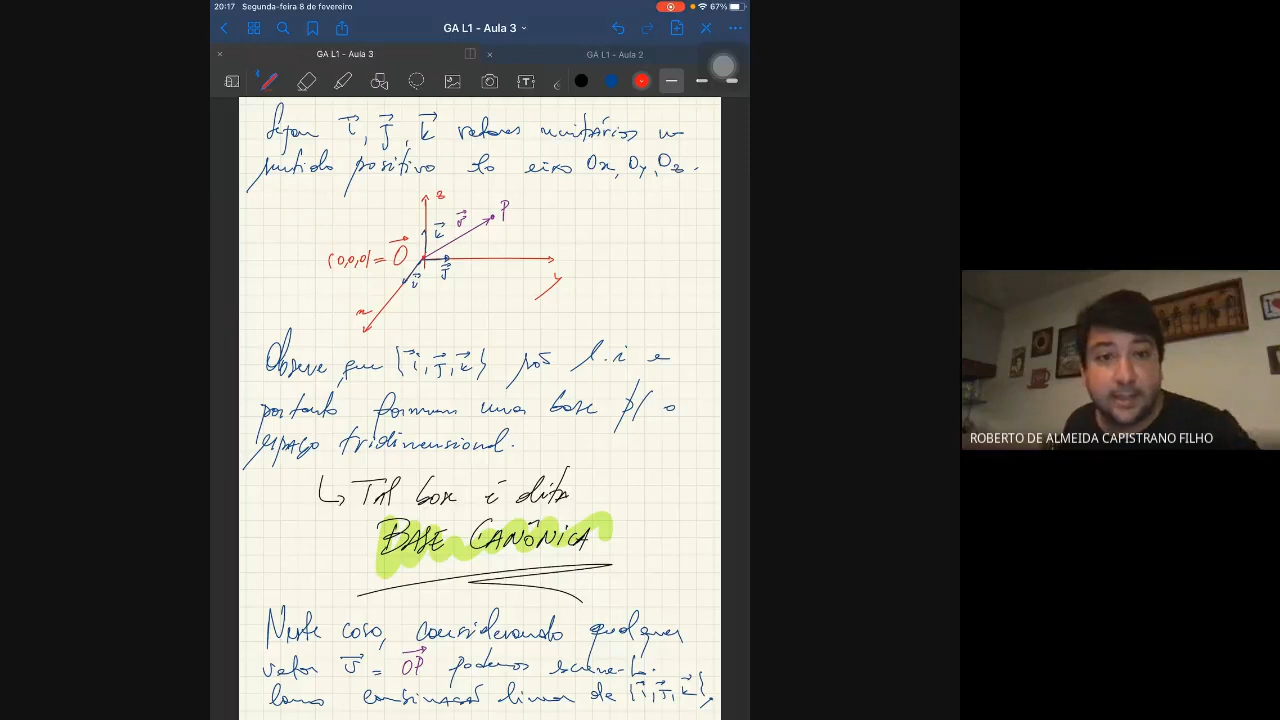 20:17 Segunda-feira 8 de fevereiro
67%
GA L1 - Aula 3
GA L1 - Aula 3
GA L1 - Aula 2
Sejam i, j, k vetores unitários no
sentido positivo do eixo Ox, Oy, Oz.
z
k
v
P
(0,0,0) = O
i
j
y
x
Observe que {i, j, k} são l.i e
portanto formam uma base p/ o
espaço tridimensional.
↳ Tal base é dita
BASE CANÔNICA
Neste caso, considerando qualquer
vetor v = OP podemos escreve-lo
como combinação linear de {i, j, k},
ROBERTO DE ALMEIDA CAPISTRANO FILHO